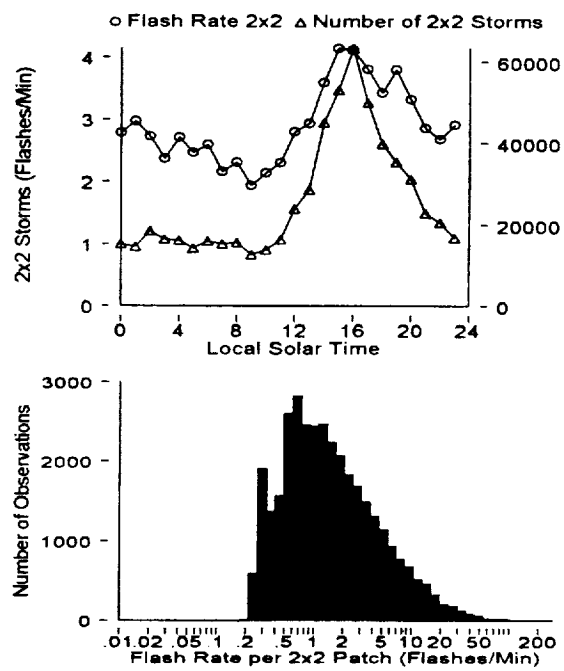 o Flash Rate 2x2 △ Number of 2x2 Storms
2x2 Storms (Flashes/Min)
4
3
2
1
0
60000
40000
20000
0
0 4 8 12 16 20 24
Local Solar Time
Number of Observations
3000
2000
1000
0
.01 .02 .05 .1 .2 .5 1 2 5 10 20 50 200
Flash Rate per 2x2 Patch (Flashes/Min)